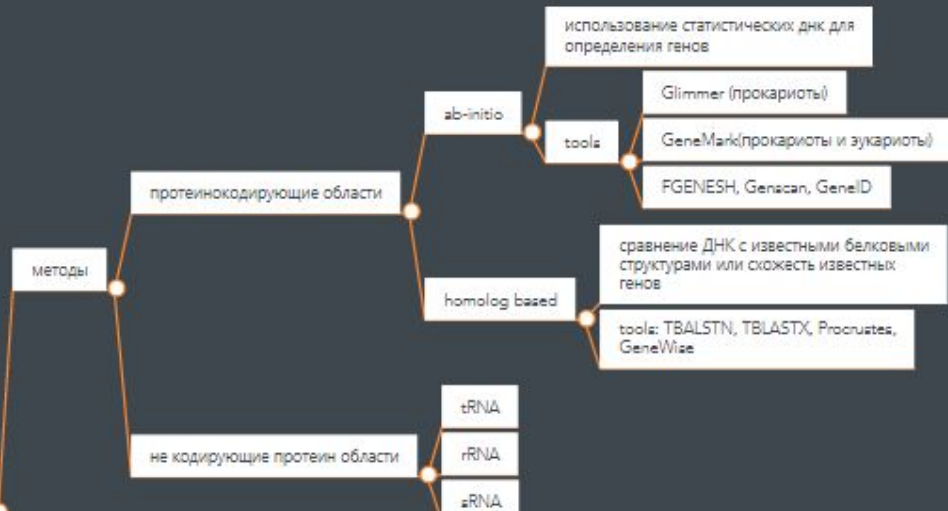 использование статистических днк для
определения генов
ab-initio
Glimmer (прокариоты)
tools
GeneMark(прокариоты и эукариоты)
FGENESH, Genscan, GeneID
протеинокодирующие области
методы
сравнение ДНК с известными белковыми
структурами или схожесть известных
генов
homolog based
tools: TBALSTN, TBLASTX, Procrustes,
GeneWise
не кодирующие протеин области
tRNA
rRNA
sRNA